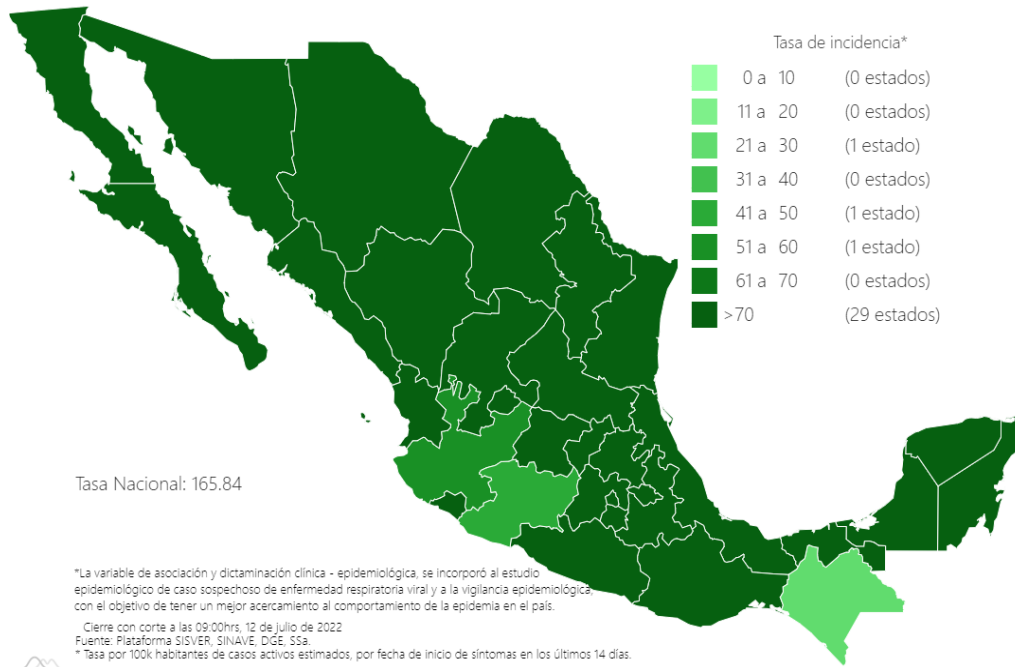 Tasa de incidencia*
0 a 10 (0 estados)
11 a 20 (0 estados)
21 a 30 (1 estado)
31 a 40 (0 estados)
41 a 50 (1 estado)
51 a 60 (1 estado)
61 a 70 (0 estados)
>70 (29 estados)
Tasa Nacional: 165.84
*La variable de asociación y dictaminación clínica - epidemiológica, se incorporó al estudio
epidemiológico de caso sospechoso de enfermedad respiratoria viral y a la vigilancia epidemiológica,
con el objetivo de tener un mejor acercamiento al comportamiento de la epidemia en el país.
Cierre con corte a las 09:00hrs, 12 de julio de 2022
Fuente: Plataforma SISVER, SINAVE, DGE, SSa.
* Tasa por 100k habitantes de casos activos estimados, por fecha de inicio de síntomas en los últimos 14 días.